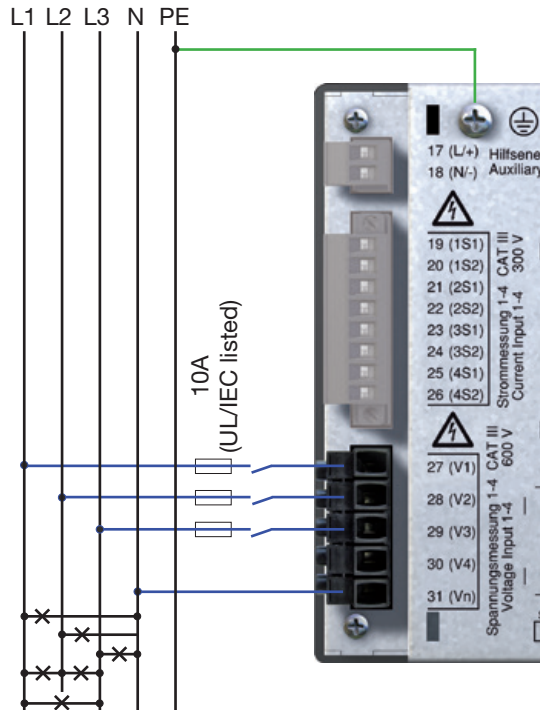 L1 L2 L3 N PE
17 (L/+) Hilfsene
18 (N/-) Auxiliary
19 (1S1)
20 (1S2)
21 (2S1)
22 (2S2)
23 (3S1)
24 (3S2)
25 (4S1)
26 (4S2)
Strommessung 1-4 CAT III
Current Input 1-4 300 V
10A
(UL/IEC listed)
27 (V1)
28 (V2)
29 (V3)
30 (V4)
31 (Vn)
Spannungsmessung 1-4 CAT III
Voltage Input 1-4 600 V